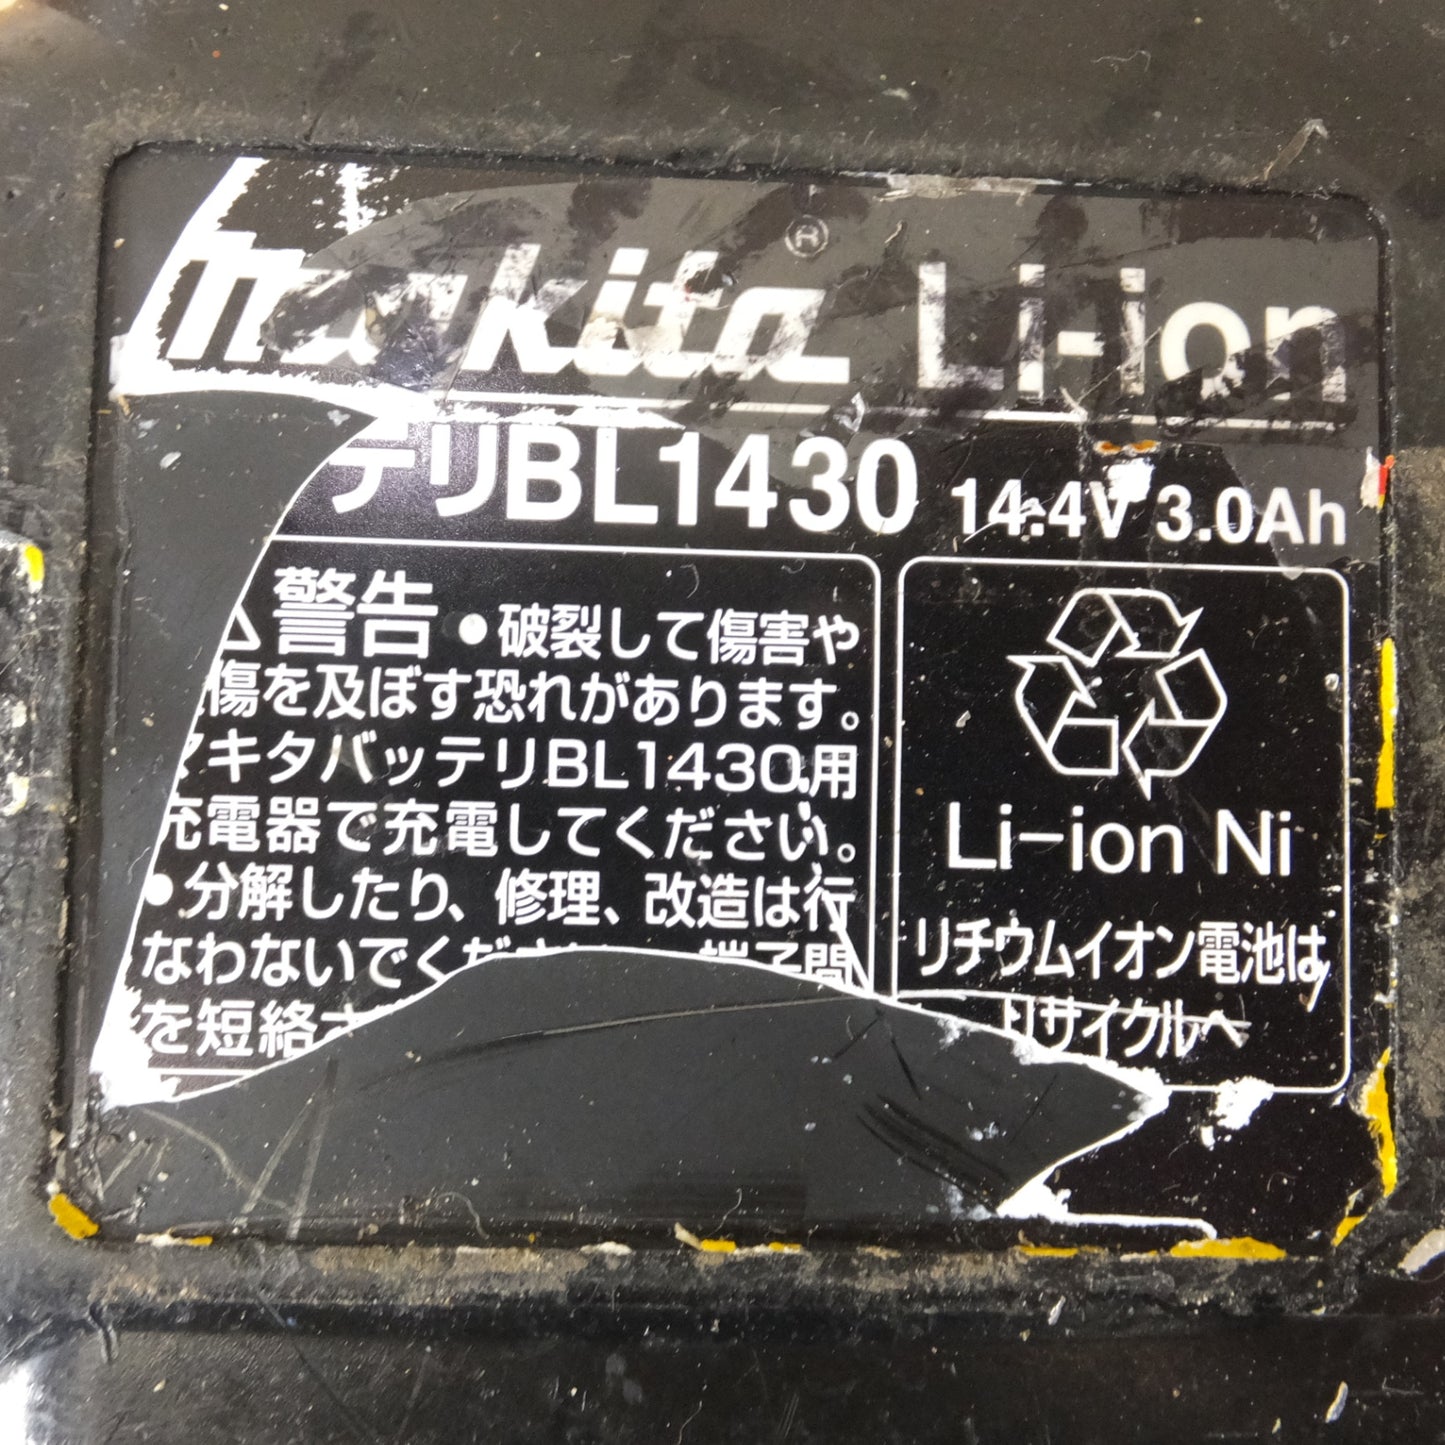 makita Li-ion
テリBL1430 14.4V 3.0Ah
警告 ●破裂して傷害や
傷を及ぼす恐れがあります。
キタバッテリBL1430用
充電器で充電してください。
●分解したり、修理、改造は行
なわないでくだ 端子間
を短絡さ
Li-ion Ni
リチウムイオン電池は
リサイクルへ